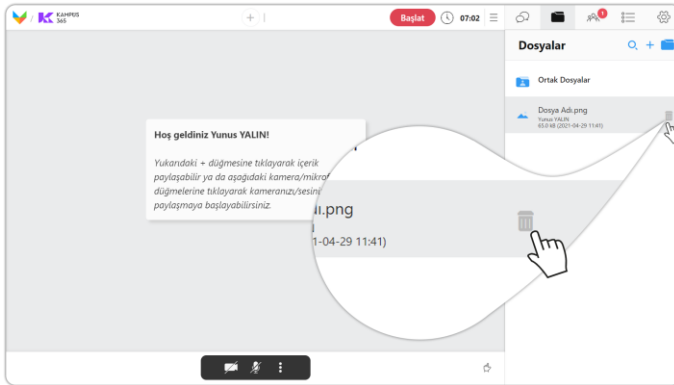 KAMPUS
365
Başlat
07:02
Dosyalar
Ortak Dosyalar
Dosya Adı.png
Yunus YALIN
65.0 kB (2021-04-29 11:41)
Hoş geldiniz Yunus YALIN!
Yukarıdaki + düğmesine tıklayarak içerik
paylaşabilir ya da aşağıdaki kamera/mikrof
düğmelerine tıklayarak kameranızı/sesini
paylaşmaya başlayabilirsiniz.
ı.png
1-04-29 11:41)